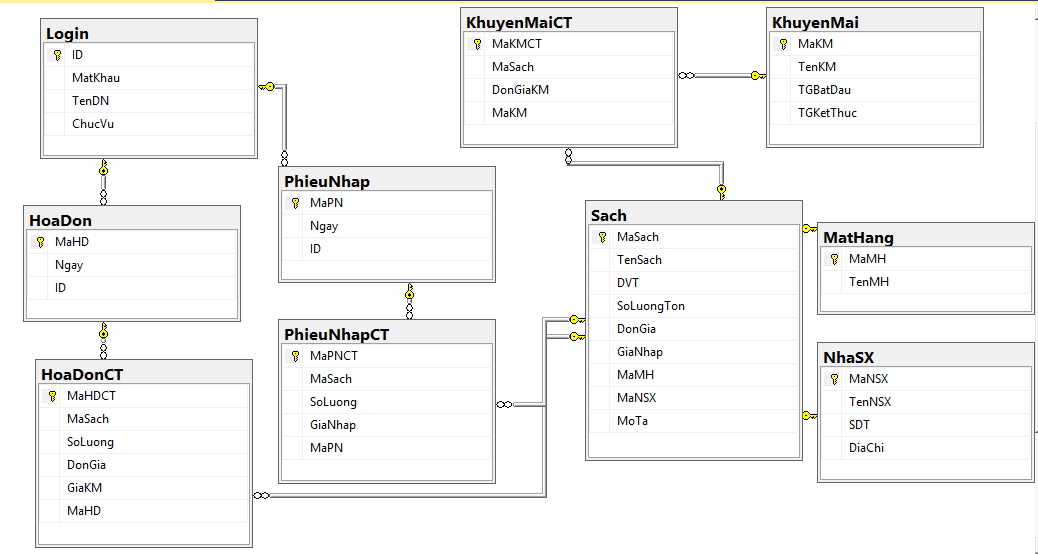 Login
ID
MatKhau
TenDN
ChucVu
KhuyenMaiCT
MaKMCT
MaSach
DonGiaKM
MaKM
KhuyenMai
MaKM
TenKM
TGBatDau
TGKetThuc
PhieuNhap
MaPN
Ngay
ID
HoaDon
MaHD
Ngay
ID
Sach
MaSach
TenSach
DVT
SoLuongTon
DonGia
GiaNhap
MaMH
MaNSX
MoTa
MatHang
MaMH
TenMH
PhieuNhapCT
MaPNCT
MaSach
SoLuong
GiaNhap
MaPN
NhaSX
MaNSX
TenNSX
SDT
DiaChi
HoaDonCT
MaHDCT
MaSach
SoLuong
DonGia
GiaKM
MaHD